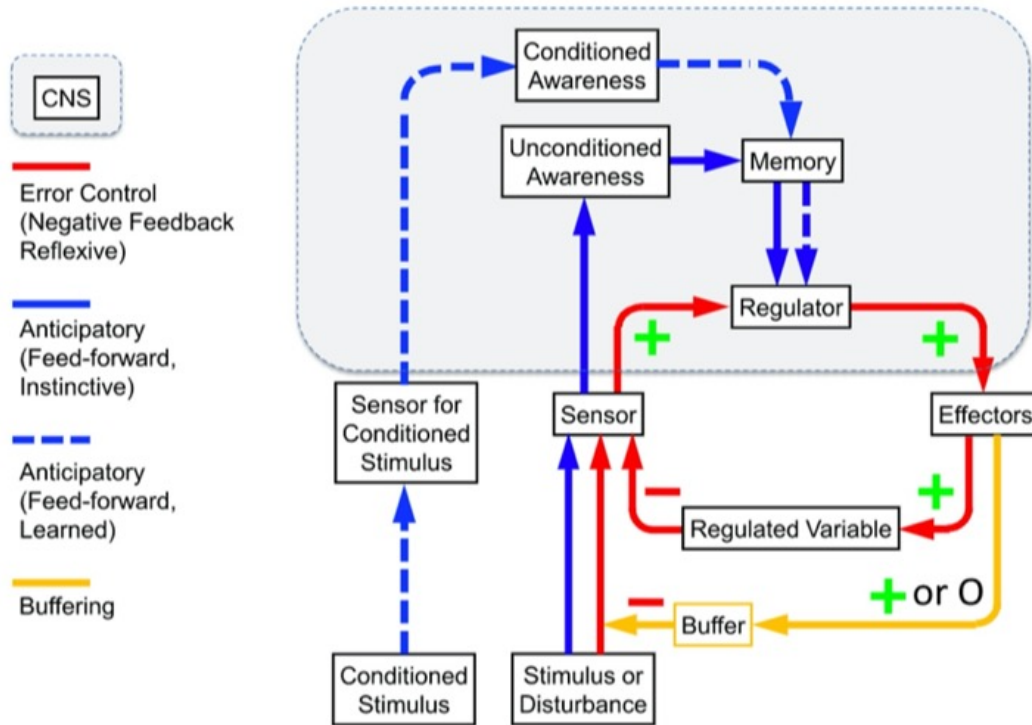 CNS
Error Control
(Negative Feedback
Reflexive)
Anticipatory
(Feed-forward,
Instinctive)
Anticipatory
(Feed-forward,
Learned)
Buffering
Conditioned
Awareness
Unconditioned
Awareness
Memory
Regulator
+
+
Sensor for
Conditioned
Stimulus
Sensor
Effectors
−
+
Regulated Variable
+ or O
−
Buffer
Conditioned
Stimulus
Stimulus or
Disturbance